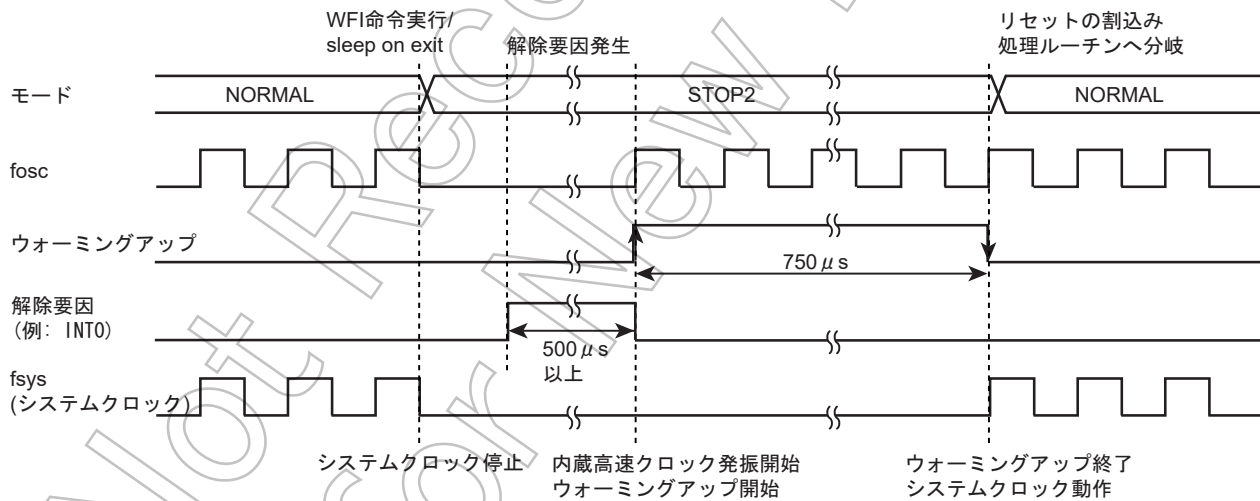 WFI命令実行/
sleep on exit
解除要因発生
リセットの割込み
処理ルーチンへ分岐
モード
NORMAL
STOP2
NORMAL
fosc
ウォーミングアップ
750μs
解除要因
(例: INT0)
500μs
以上
fsys
(システムクロック)
システムクロック停止
内蔵高速クロック発振開始
ウォーミングアップ開始
ウォーミングアップ終了
システムクロック動作
Not Rec
for New